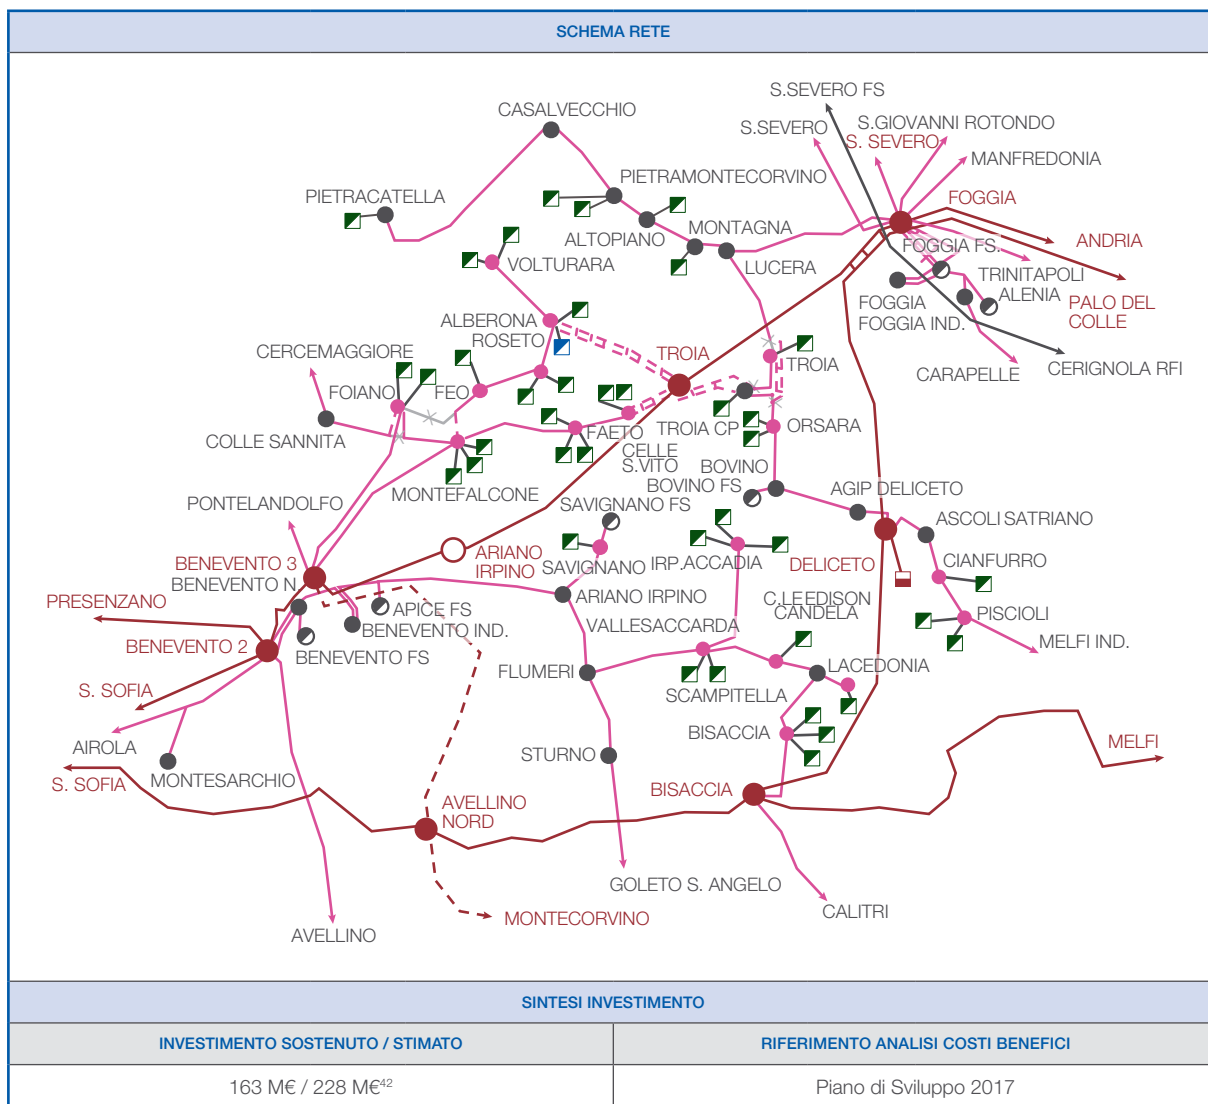 SCHEMA RETE
S.SEVERO FS
CASALVECCHIO
S.SEVERO
S.GIOVANNI ROTONDO
S. SEVERO
MANFREDONIA
PIETRAMONTECORVINO
PIETRACATELLA
FOGGIA
MONTAGNA
ALTOPIANO
ANDRIA
FOGGIA FS.
VOLTURARA
LUCERA
TRINITAPOLI
ALENIA
FOGGIA
FOGGIA IND.
PALO DEL
COLLE
ALBERONA
ROSETO
CERCEMAGGIORE
TROIA
TROIA
CARAPELLE
CERIGNOLA RFI
FOIANO
FEO
COLLE SANNITA
TROIA CP
ORSARA
FAETO
CELLE
S.VITO
BOVINO
BOVINO FS
MONTEFALCONE
AGIP DELICETO
PONTELANDOLFO
SAVIGNANO FS
ASCOLI SATRIANO
ARIANO
IRPINO
SAVIGNANO
IRP.ACCADIA
DELICETO
CIANFURRO
BENEVENTO 3
BENEVENTO N
PRESENZANO
APICE FS
BENEVENTO IND.
ARIANO IRPINO
C.LE EDISON
CANDELA
PISCIOLI
VALLESACCARDA
MELFI IND.
BENEVENTO 2
BENEVENTO FS
FLUMERI
LACEDONIA
S. SOFIA
SCAMPITELLA
BISACCIA
AIROLA
STURNO
MELFI
S. SOFIA
MONTESARCHIO
BISACCIA
AVELLINO
NORD
GOLETO S. ANGELO
CALITRI
MONTECORVINO
AVELLINO
SINTESI INVESTIMENTO
INVESTIMENTO SOSTENUTO / STIMATO
RIFERIMENTO ANALISI COSTI BENEFICI
163 M€ / 228 M€42
Piano di Sviluppo 2017